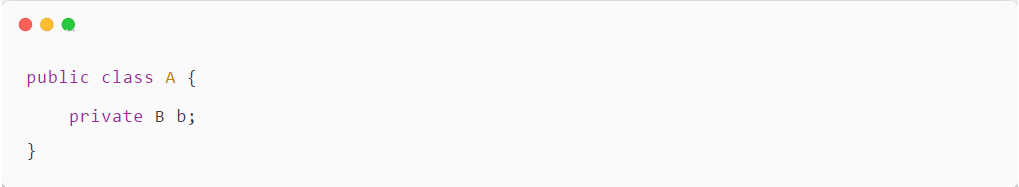 public class A {
    private B b;
}